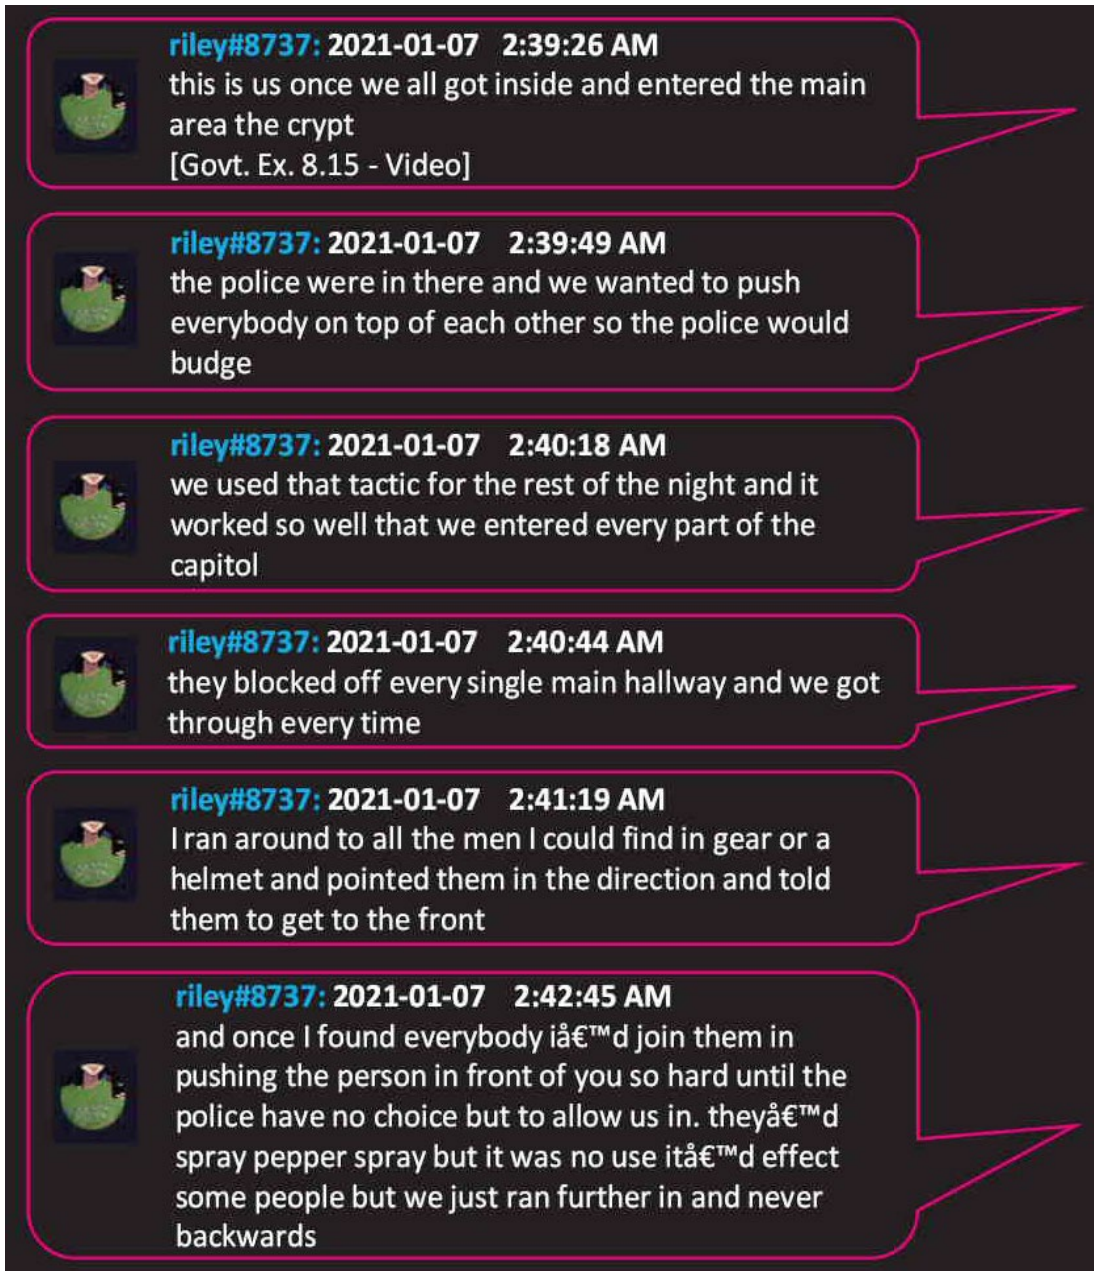 riley#8737: 2021-01-07 2:39:26 AM
this is us once we all got inside and entered the main
area the crypt
[Govt. Ex. 8.15 - Video]
riley#8737: 2021-01-07 2:39:49 AM
the police were in there and we wanted to push
everybody on top of each other so the police would
budge
riley#8737: 2021-01-07 2:40:18 AM
we used that tactic for the rest of the night and it
worked so well that we entered every part of the
capitol
riley#8737: 2021-01-07 2:40:44 AM
they blocked off every single main hallway and we got
through every time
riley#8737: 2021-01-07 2:41:19 AM
I ran around to all the men I could find in gear or a
helmet and pointed them in the direction and told
them to get to the front
riley#8737: 2021-01-07 2:42:45 AM
and once I found everybody iå€™d join them in
pushing the person in front of you so hard until the
police have no choice but to allow us in. theyå€™d
spray pepper spray but it was no use itå€™d effect
some people but we just ran further in and never
backwards